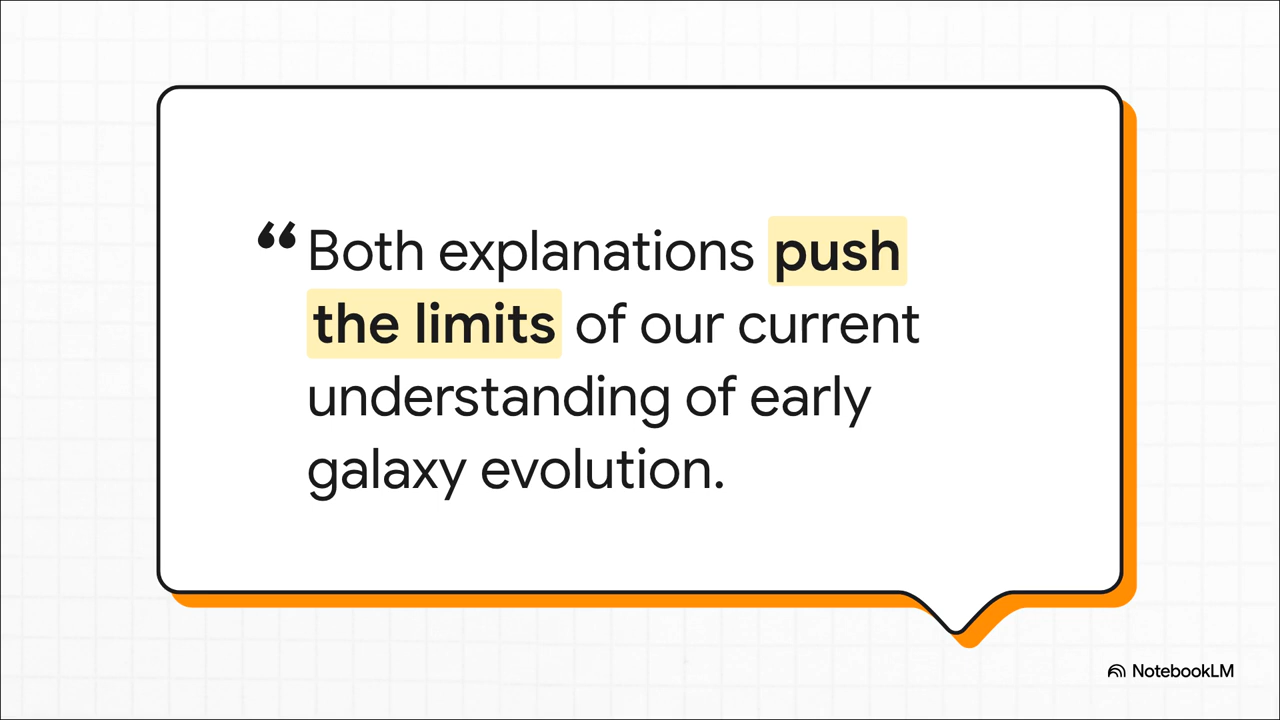 “Both explanations push
the limits of our current
understanding of early
galaxy evolution.
NotebookLM